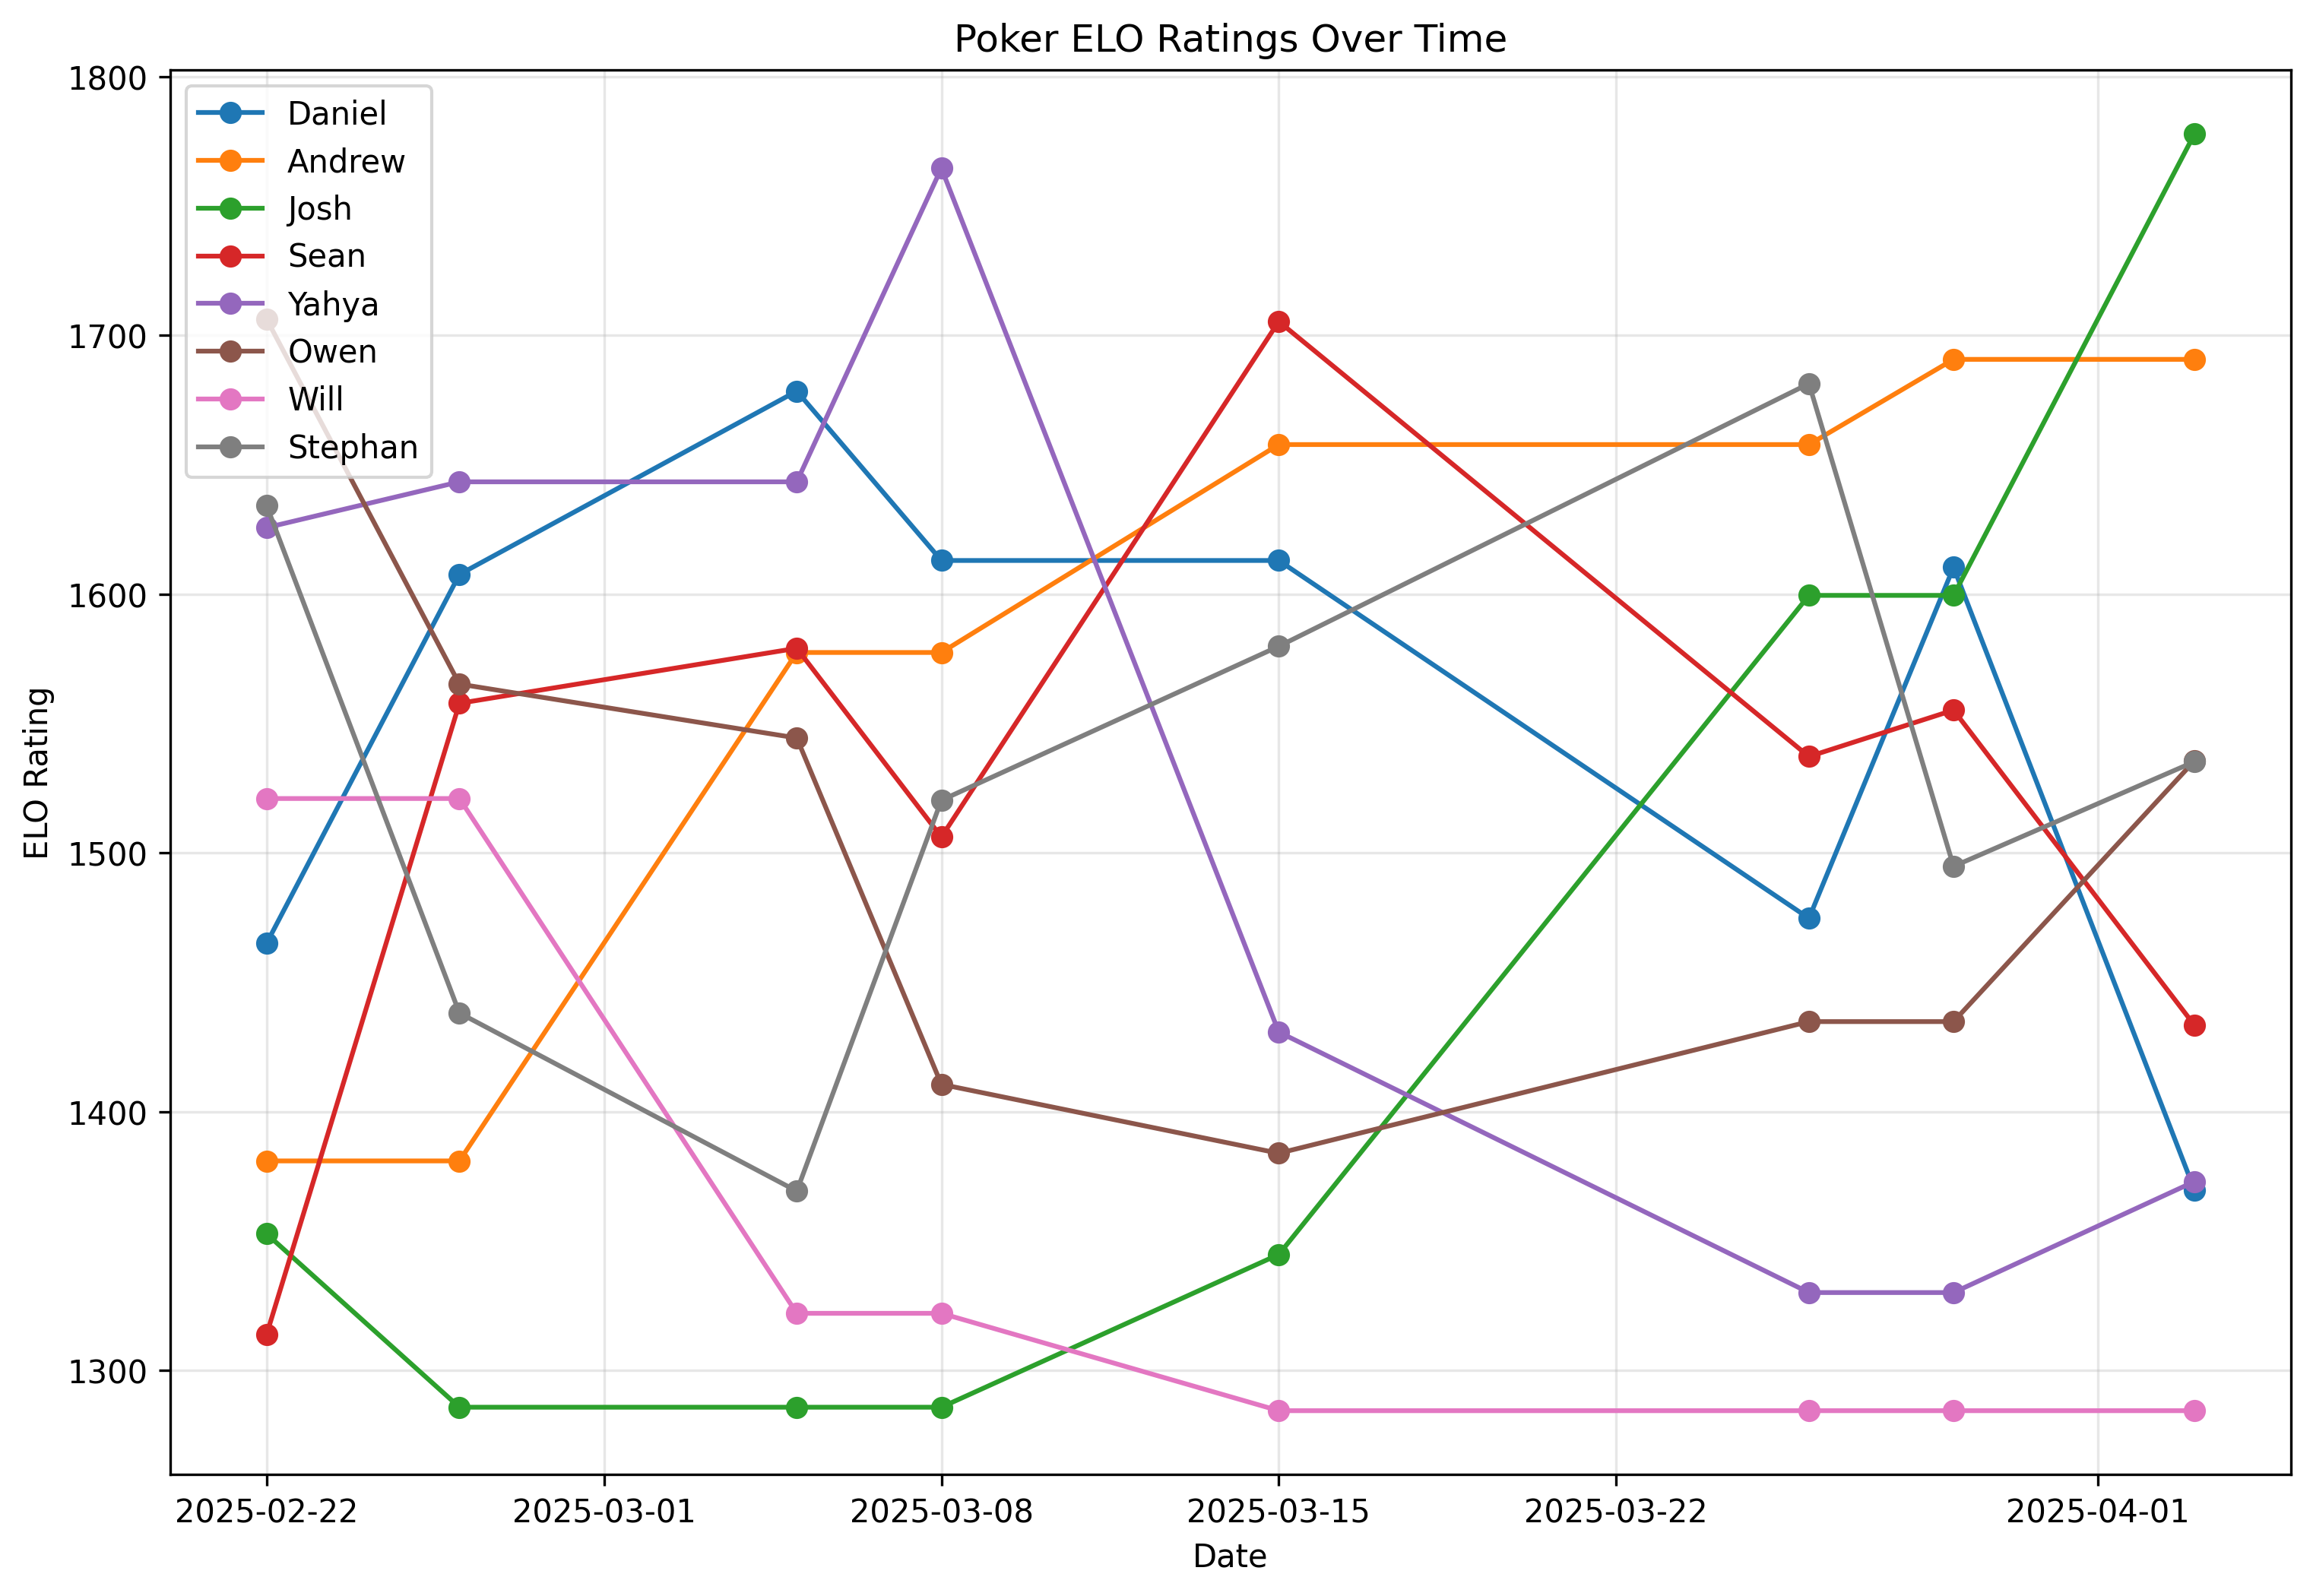 Poker ELO Ratings Over Time
1800
1700
1600
1500
1400
1300
ELO Rating
Daniel
Andrew
Josh
Sean
Yahya
Owen
Will
Stephan
2025-02-22
2025-03-01
2025-03-08
2025-03-15
2025-03-22
2025-04-01
Date